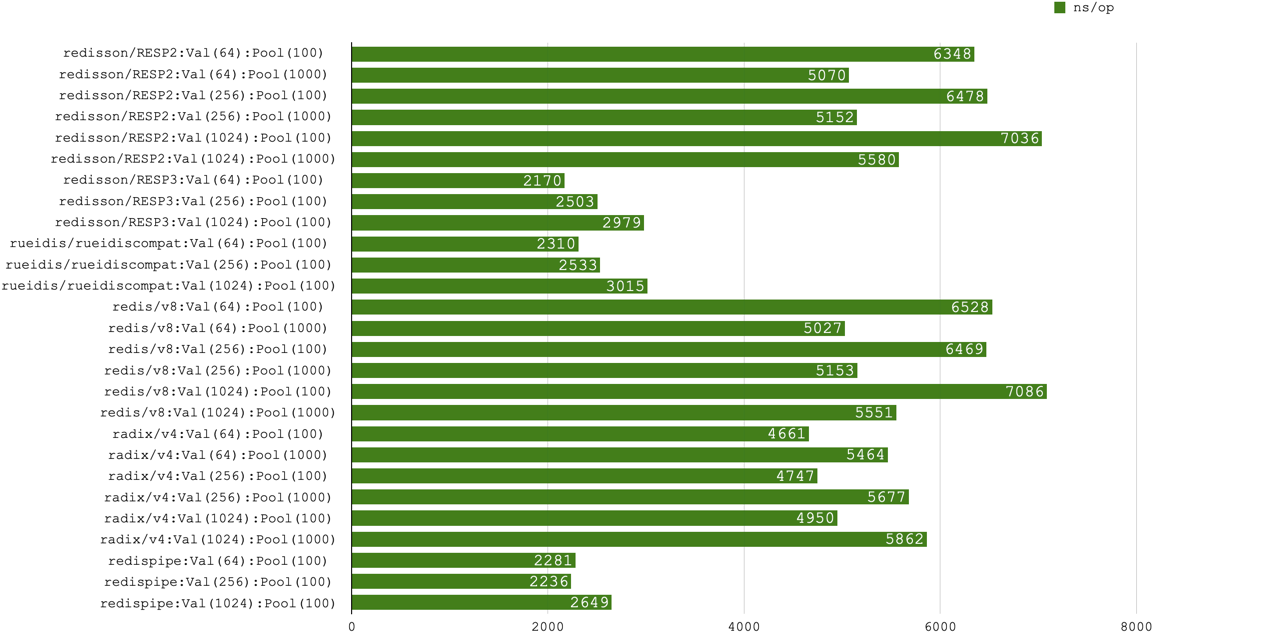 ns/op
redisson/RESP2:Val(64):Pool(100) 6348
redisson/RESP2:Val(64):Pool(1000) 5070
redisson/RESP2:Val(256):Pool(100) 6478
redisson/RESP2:Val(256):Pool(1000) 5152
redisson/RESP2:Val(1024):Pool(100) 7036
redisson/RESP2:Val(1024):Pool(1000) 5580
redisson/RESP3:Val(64):Pool(100) 2170
redisson/RESP3:Val(256):Pool(100) 2503
redisson/RESP3:Val(1024):Pool(100) 2979
rueidis/rueidiscompat:Val(64):Pool(100) 2310
rueidis/rueidiscompat:Val(256):Pool(100) 2533
rueidis/rueidiscompat:Val(1024):Pool(100) 3015
redis/v8:Val(64):Pool(100) 6528
redis/v8:Val(64):Pool(1000) 5027
redis/v8:Val(256):Pool(100) 6469
redis/v8:Val(256):Pool(1000) 5153
redis/v8:Val(1024):Pool(100) 7086
redis/v8:Val(1024):Pool(1000) 5551
radix/v4:Val(64):Pool(100) 4661
radix/v4:Val(64):Pool(1000) 5464
radix/v4:Val(256):Pool(100) 4747
radix/v4:Val(256):Pool(1000) 5677
radix/v4:Val(1024):Pool(100) 4950
radix/v4:Val(1024):Pool(1000) 5862
redispipe:Val(64):Pool(100) 2281
redispipe:Val(256):Pool(100) 2236
redispipe:Val(1024):Pool(100) 2649
0 2000 4000 6000 8000